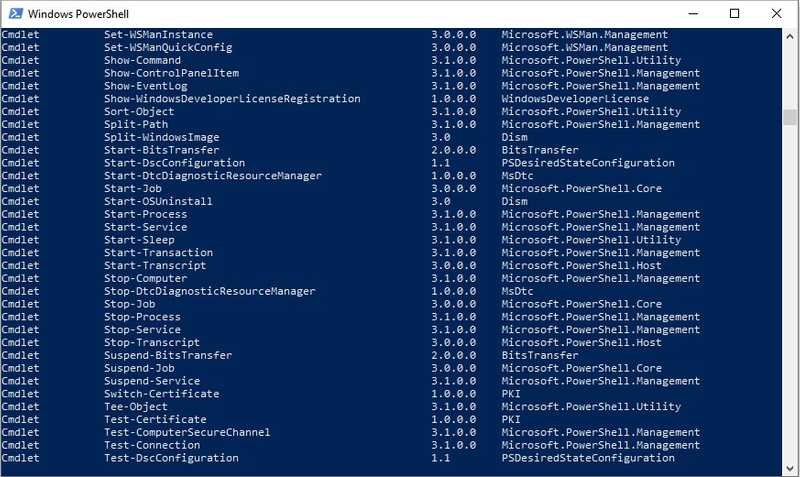 Windows PowerShell
Cmdlet Set-WSManInstance 3.0.0.0 Microsoft.WSMan.Management
Cmdlet Set-WSManQuickConfig 3.0.0.0 Microsoft.WSMan.Management
Cmdlet Show-Command 3.1.0.0 Microsoft.PowerShell.Utility
Cmdlet Show-ControlPanelItem 3.1.0.0 Microsoft.PowerShell.Management
Cmdlet Show-EventLog 3.1.0.0 Microsoft.PowerShell.Management
Cmdlet Show-WindowsDeveloperLicenseRegistration 1.0.0.0 WindowsDeveloperLicense
Cmdlet Sort-Object 3.1.0.0 Microsoft.PowerShell.Utility
Cmdlet Split-Path 3.1.0.0 Microsoft.PowerShell.Management
Cmdlet Split-WindowsImage 3.0 Dism
Cmdlet Start-BitsTransfer 2.0.0.0 BitsTransfer
Cmdlet Start-DscConfiguration 1.1 PSDesiredStateConfiguration
Cmdlet Start-DtcDiagnosticResourceManager 1.0.0.0 MsDtc
Cmdlet Start-Job 3.0.0.0 Microsoft.PowerShell.Core
Cmdlet Start-OSUninstall 3.0 Dism
Cmdlet Start-Process 3.1.0.0 Microsoft.PowerShell.Management
Cmdlet Start-Service 3.1.0.0 Microsoft.PowerShell.Management
Cmdlet Start-Sleep 3.1.0.0 Microsoft.PowerShell.Utility
Cmdlet Start-Transaction 3.1.0.0 Microsoft.PowerShell.Management
Cmdlet Start-Transcript 3.0.0.0 Microsoft.PowerShell.Host
Cmdlet Stop-Computer 3.1.0.0 Microsoft.PowerShell.Management
Cmdlet Stop-DtcDiagnosticResourceManager 1.0.0.0 MsDtc
Cmdlet Stop-Job 3.0.0.0 Microsoft.PowerShell.Core
Cmdlet Stop-Process 3.1.0.0 Microsoft.PowerShell.Management
Cmdlet Stop-Service 3.1.0.0 Microsoft.PowerShell.Management
Cmdlet Stop-Transcript 3.0.0.0 Microsoft.PowerShell.Host
Cmdlet Suspend-BitsTransfer 2.0.0.0 BitsTransfer
Cmdlet Suspend-Job 3.0.0.0 Microsoft.PowerShell.Core
Cmdlet Suspend-Service 3.1.0.0 Microsoft.PowerShell.Management
Cmdlet Switch-Certificate 1.0.0.0 PKI
Cmdlet Tee-Object 3.1.0.0 Microsoft.PowerShell.Utility
Cmdlet Test-Certificate 1.0.0.0 PKI
Cmdlet Test-ComputerSecureChannel 3.1.0.0 Microsoft.PowerShell.Management
Cmdlet Test-Connection 3.1.0.0 Microsoft.PowerShell.Management
Cmdlet Test-DscConfiguration 1.1 PSDesiredStateConfiguration